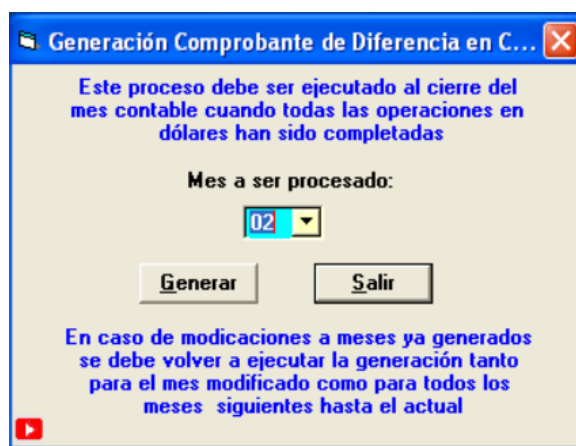 Generación Comprobante de Diferencia en C...
Este proceso debe ser ejecutado al cierre del
mes contable cuando todas las operaciones en
dólares han sido completadas
Mes a ser procesado:
02
Generar
Salir
En caso de modicaciones a meses ya generados
se debe volver a ejecutar la generación tanto
para el mes modificado como para todos los
meses siguientes hasta el actual